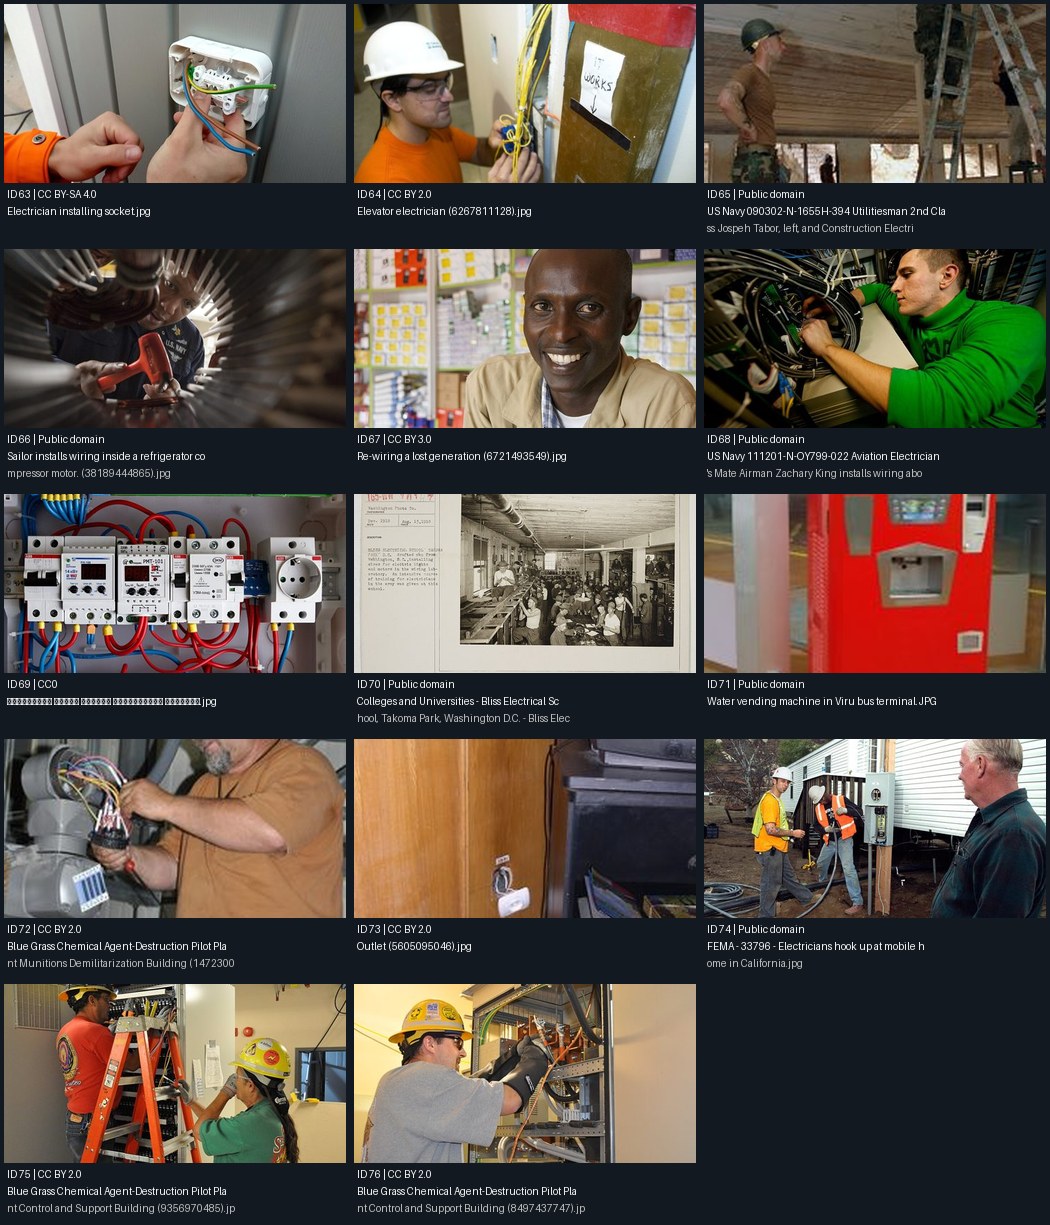 IT
WORKS
ID63 | CC BY-SA 4.0
Electrician installing socket.jpg
ID64 | CC BY 2.0
Elevator electrician (6267811128).jpg
ID65 | Public domain
US Navy 090302-N-1655H-394 Utilitiesman 2nd Cla
ss Jospeh Tabor, left, and Construction Electri
U.S. NAVY
ID66 | Public domain
Sailor installs wiring inside a refrigerator co
mpressor motor. (38189444865).jpg
ID67 | CC BY 3.0
Re-wiring a lost generation (6721493549).jpg
ID68 | Public domain
US Navy 111201-N-OY799-022 Aviation Electrician
's Mate Airman Zachary King installs wiring abo
PMT-101
ID69 | CC0
.jpg
ID70 | Public domain
Colleges and Universities - Bliss Electrical Sc
hool, Takoma Park, Washington D.C. - Bliss Elec
ID71 | Public domain
Water vending machine in Viru bus terminal.JPG
ID72 | CC BY 2.0
Blue Grass Chemical Agent-Destruction Pilot Pla
nt Munitions Demilitarization Building (1472300
ID73 | CC BY 2.0
Outlet (5605095046).jpg
ID74 | Public domain
FEMA - 33796 - Electricians hook up at mobile h
ome in California.jpg
ID75 | CC BY 2.0
Blue Grass Chemical Agent-Destruction Pilot Pla
nt Control and Support Building (9356970485).jp
ID76 | CC BY 2.0
Blue Grass Chemical Agent-Destruction Pilot Pla
nt Control and Support Building (8497437747).jp